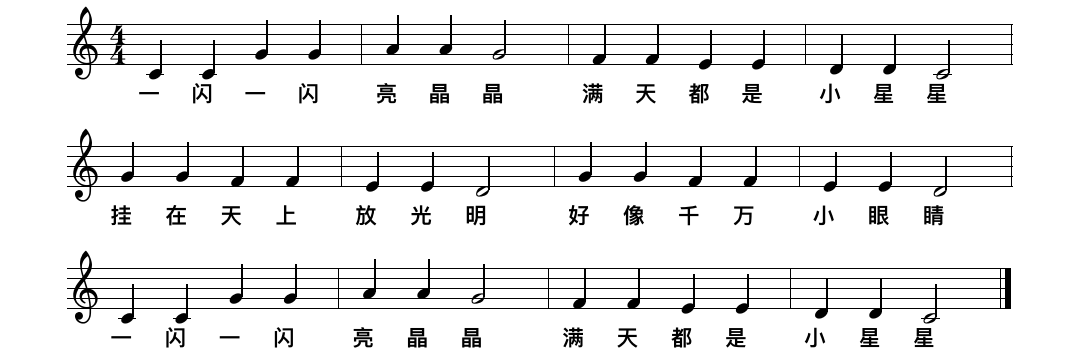 4
4
一 闪 一 闪 亮 晶 晶 满 天 都 是 小 星 星
挂 在 天 上 放 光 明 好 像 千 万 小 眼 睛
一 闪 一 闪 亮 晶 晶 满 天 都 是 小 星 星